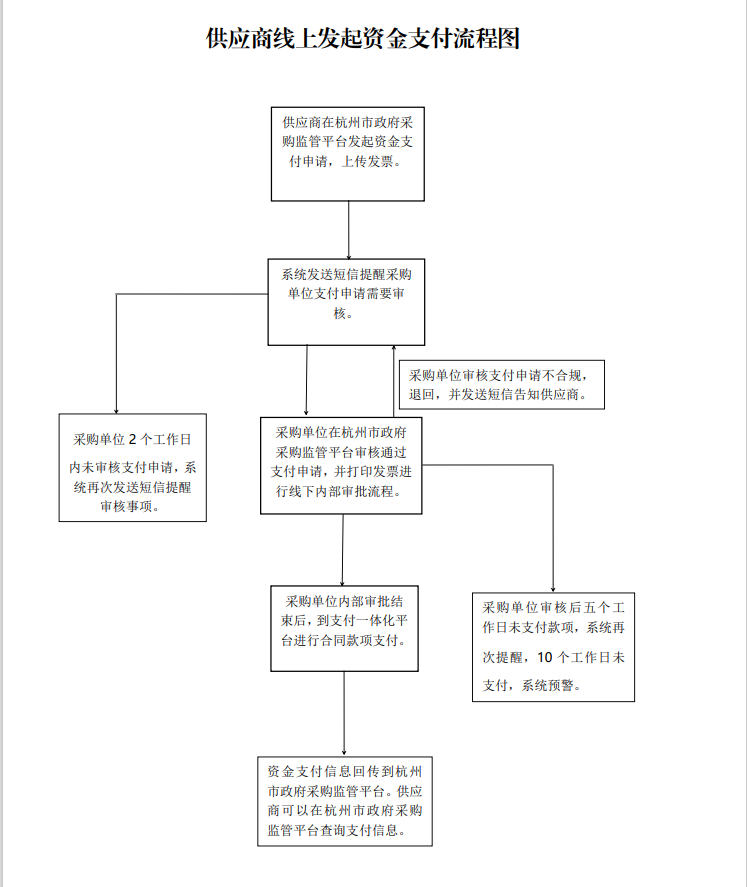 供应商线上发起资金支付流程图
供应商在杭州市政府采
购监管平台发起资金支
付申请，上传发票。
系统发送短信提醒采购
单位支付申请需要审
核。
采购单位审核支付申请不合规，
退回，并发送短信告知供应商。
采购单位 2 个工作日
内未审核支付申请，系
统再次发送短信提醒
审核事项。
采购单位在杭州市政府
采购监管平台审核通过
支付申请，并打印发票进
行线下内部审批流程。
采购单位内部审批结
束后，到支付一体化平
台进行合同款项支付。
采购单位审核后五个工
作日未支付款项，系统再
次提醒，10 个工作日未
支付，系统预警。
资金支付信息回传到杭州
市政府采购监管平台。供应
商可以在杭州市政府采购
监管平台查询支付信息。